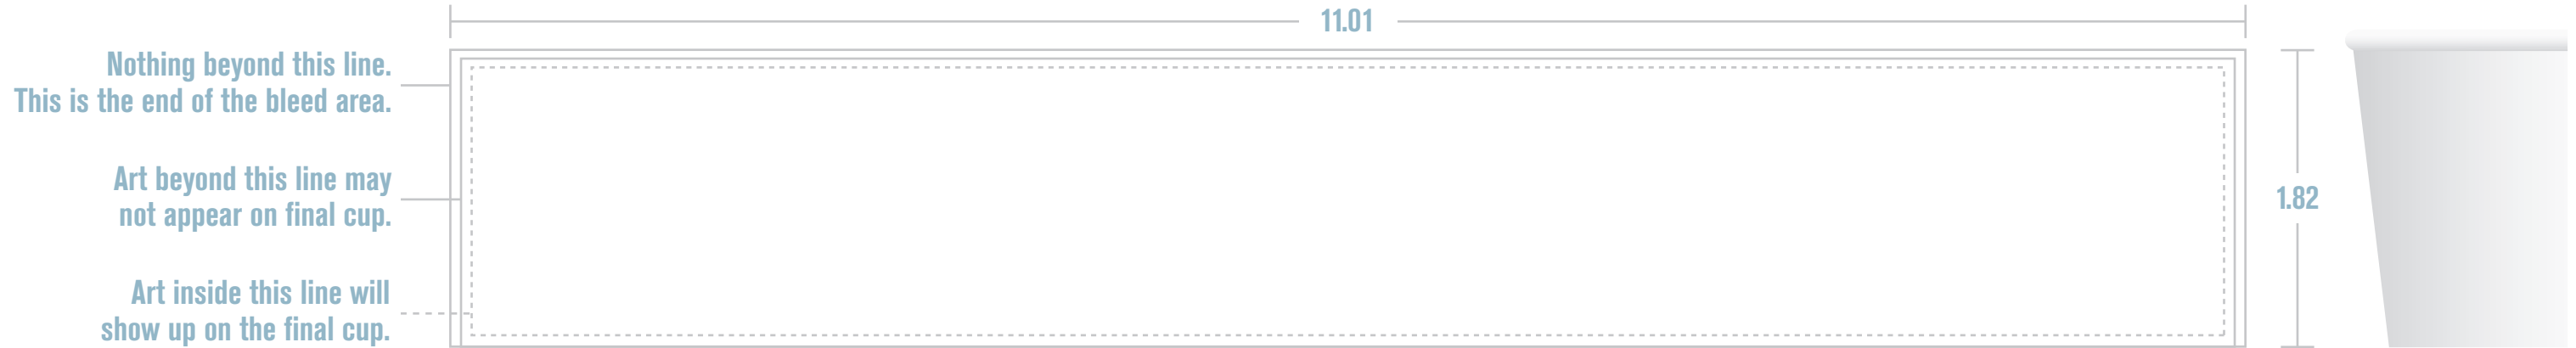 11.01
Nothing beyond this line.
This is the end of the bleed area.
Art beyond this line may
not appear on final cup.
1.82
Art inside this line will
show up on the final cup.